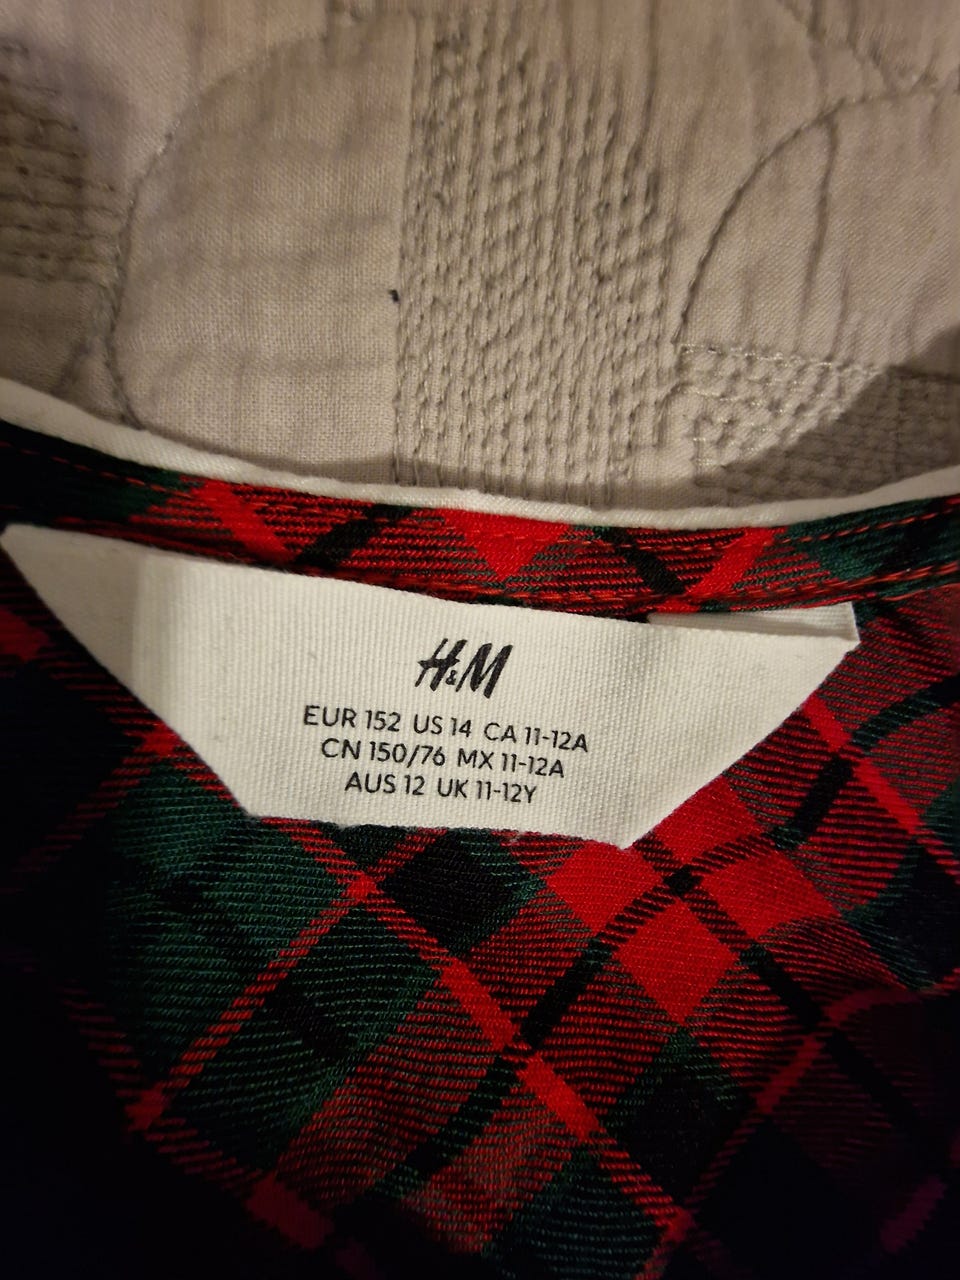 H&M
EUR 152 US 14 CA 11-12A
CN 150/76 MX 11-12A
AUS 12 UK 11-12Y